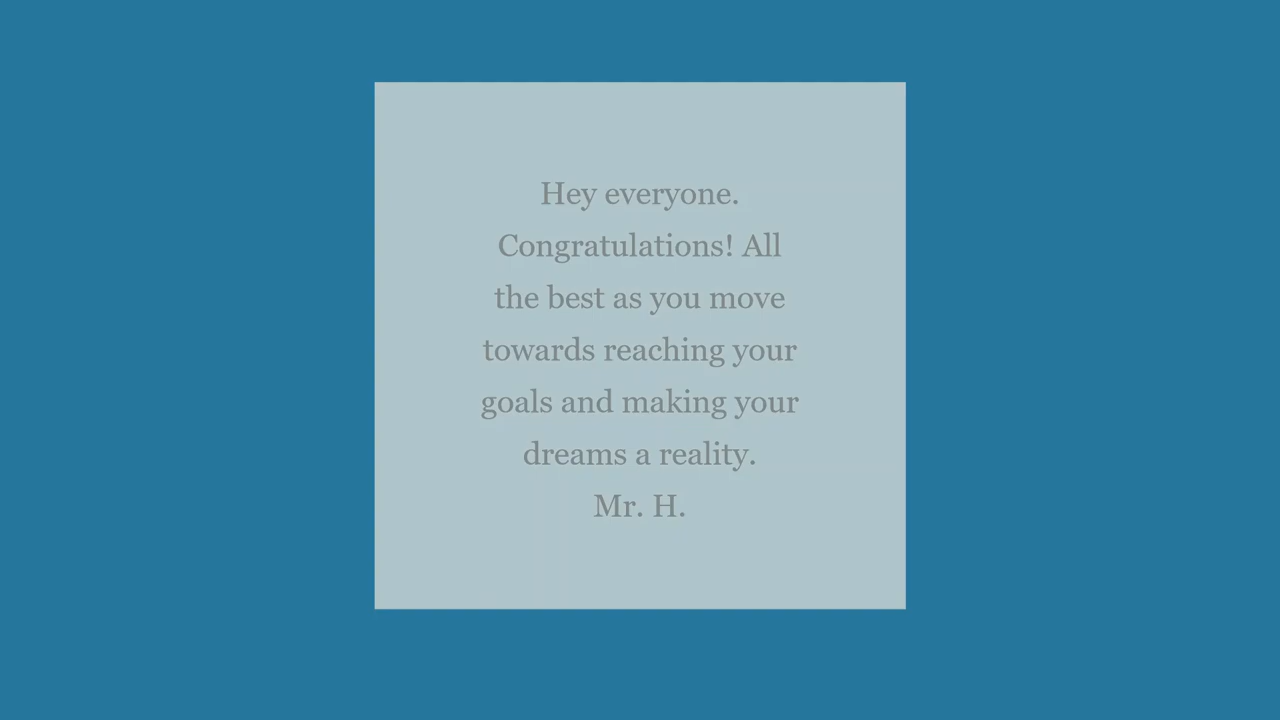 Hey everyone.
Congratulations! All
the best as you move
towards reaching your
goals and making your
dreams a reality.
Mr. H.